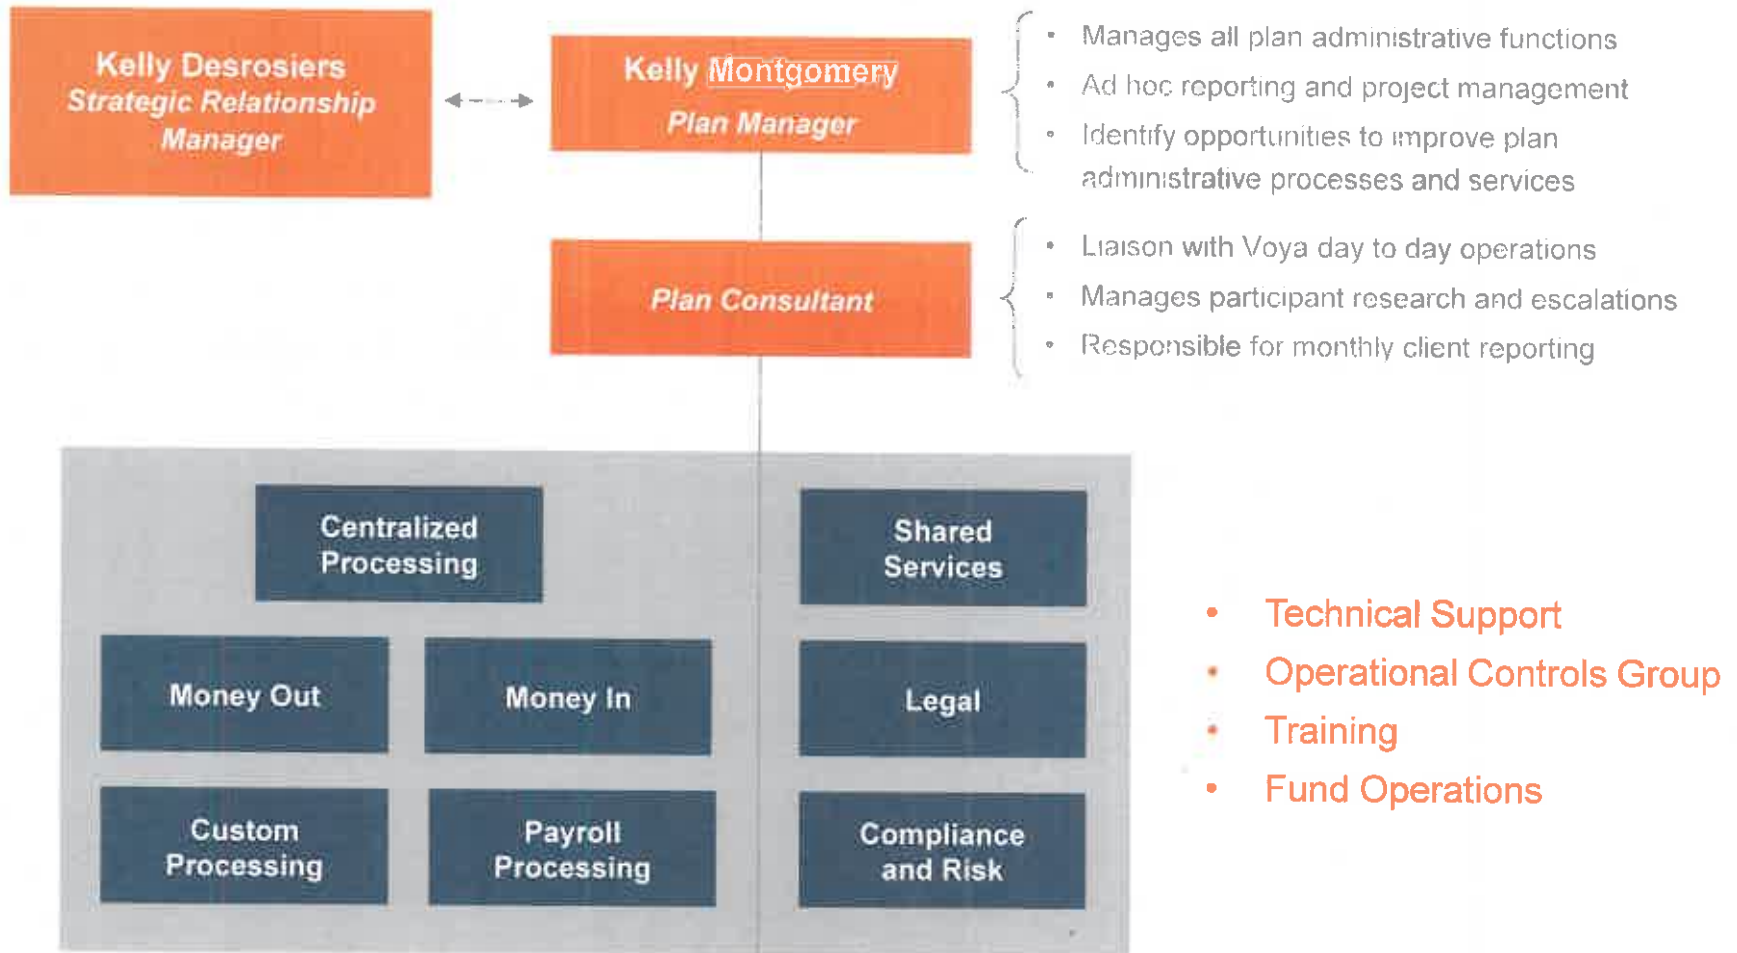 Kelly Desrosiers
Strategic Relationship
Manager
Kelly Montgomery
Plan Manager
• Manages all plan administrative functions
• Ad hoc reporting and project management
• Identify opportunities to improve plan
administrative processes and services
Plan Consultant
• Liaison with Voya day to day operations
• Manages participant research and escalations
• Responsible for monthly client reporting
Centralized
Processing
Shared
Services
Money Out
Money In
Legal
Custom
Processing
Payroll
Processing
Compliance
and Risk
• Technical Support
• Operational Controls Group
• Training
• Fund Operations